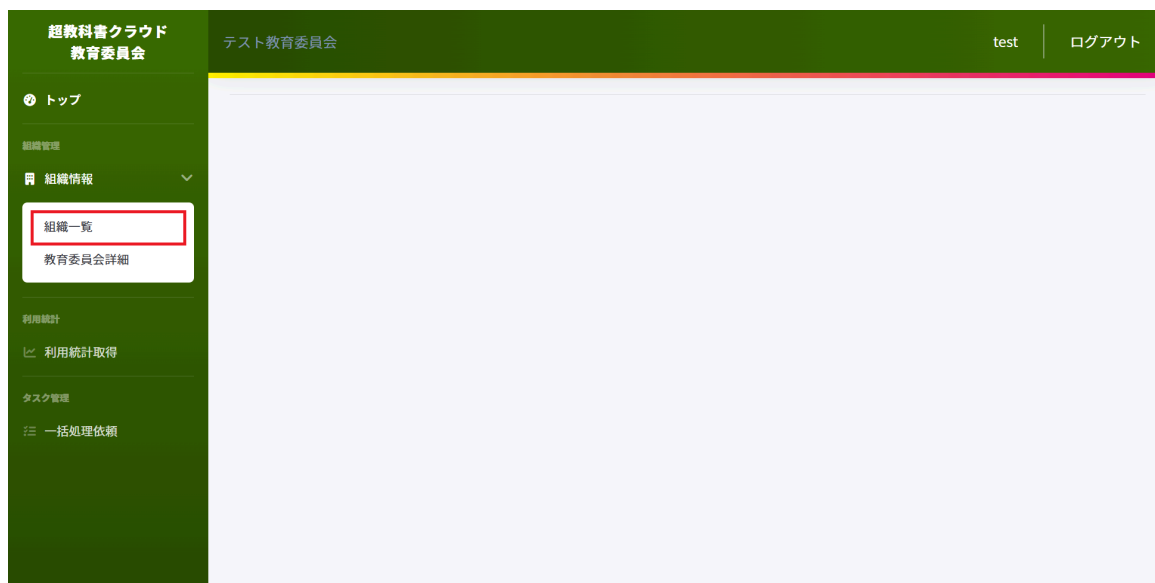 超教科書クラウド
教育委員会
テスト教育委員会
test
ログアウト
トップ
組織管理
組織情報
組織一覧
教育委員会詳細
利用統計
利用統計取得
タスク管理
一括処理依頼